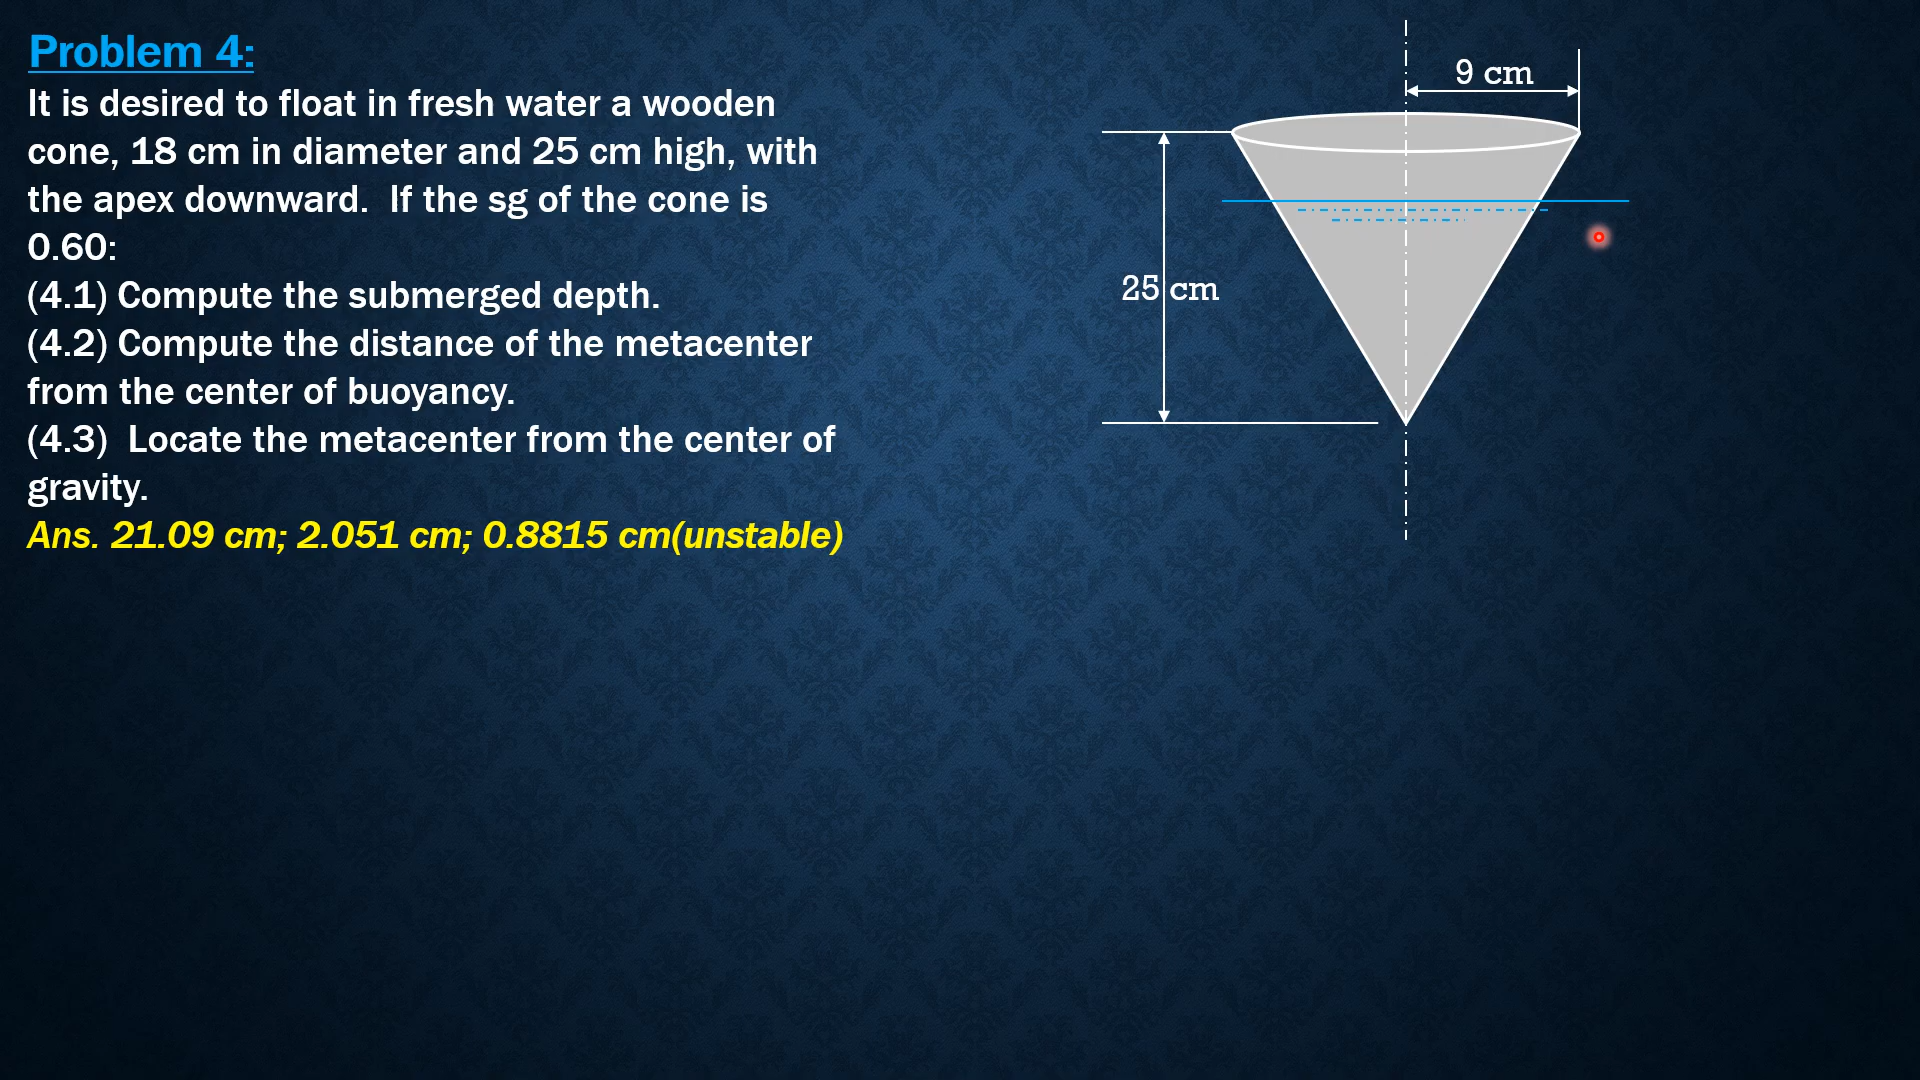 Problem 4:
It is desired to float in fresh water a wooden
cone, 18 cm in diameter and 25 cm high, with
the apex downward.  If the sg of the cone is
0.60:
(4.1) Compute the submerged depth.
(4.2) Compute the distance of the metacenter
from the center of buoyancy.
(4.3)  Locate the metacenter from the center of
gravity.
Ans. 21.09 cm; 2.051 cm; 0.8815 cm(unstable)
9 cm
25 cm